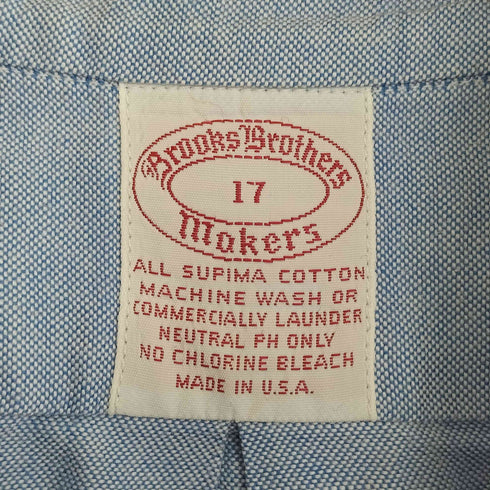 Brooks Brothers
17
Makers
ALL SUPIMA COTTON
MACHINE WASH OR
COMMERCIALLY LAUNDER
NEUTRAL PH ONLY
NO CHLORINE BLEACH
MADE IN U.S.A.